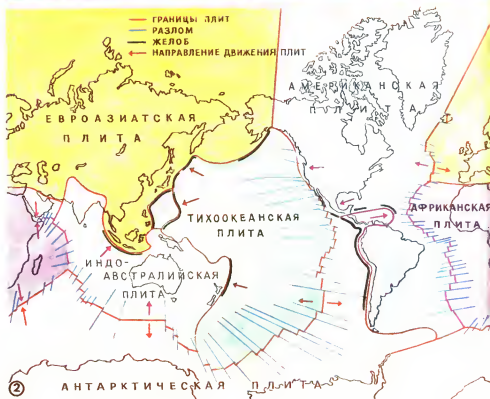 ГРАНИЦЫ ПЛИТ
РАЗЛОМ
ЖЕЛОБ
НАПРАВЛЕНИЕ ДВИЖЕНИЯ ПЛИТ
АМЕРИКАНСКАЯ
ПЛИТА
ЕВРОАЗИАТСКАЯ
ПЛИТА
ТИХООКЕАНСКАЯ
ПЛИТА
АФРИКАНСКАЯ
ПЛИТА
ИНДО-
АВСТРАЛИЙСКАЯ
ПЛИТА
2 АНТАРКТИЧЕСКАЯ ПЛИТА